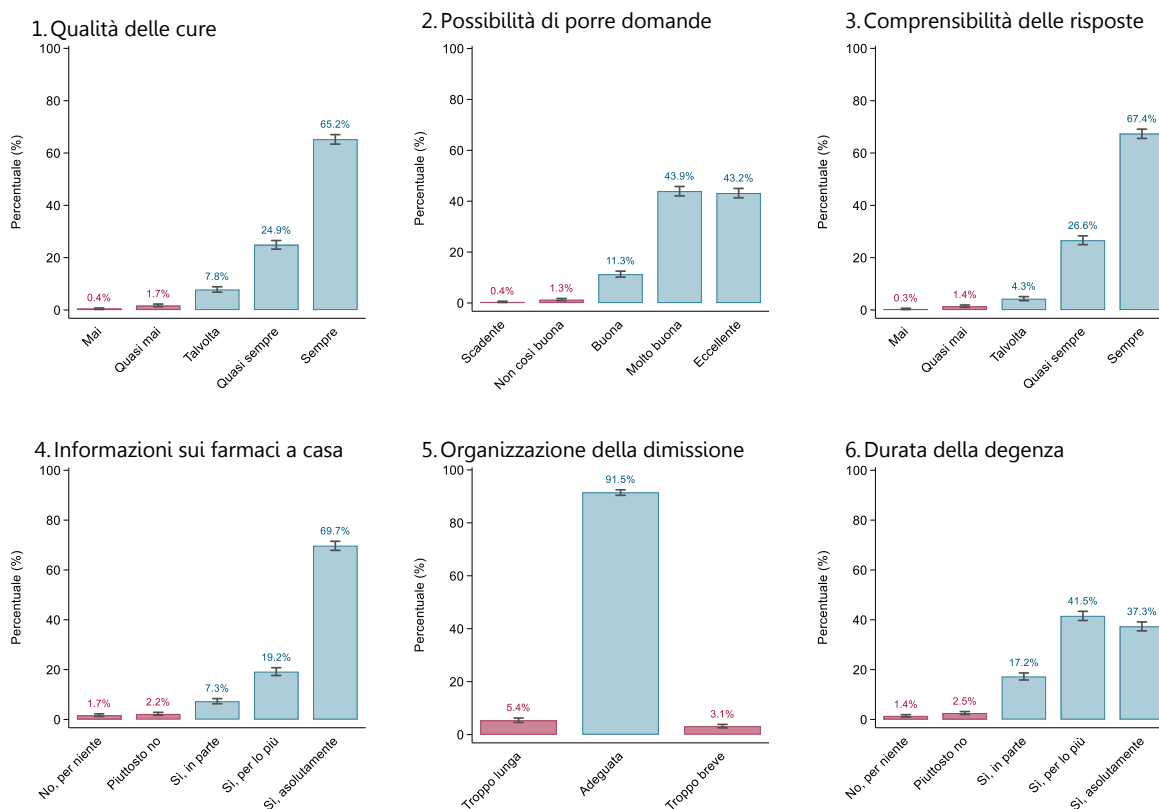 1. Qualità delle cure
Percentuale (%)
100
80
60
40
20
0
0.4%
1.7%
7.8%
24.9%
65.2%
Mai
Quasi mai
Talvolta
Quasi sempre
Sempre
2. Possibilità di porre domande
Percentuale (%)
100
80
60
40
20
0
0.4%
1.3%
11.3%
43.9%
43.2%
Scadente
Non cosi buona
Buona
Molto buona
Eccellente
3. Comprensibilità delle risposte
Percentuale (%)
100
80
60
40
20
0
0.3%
1.4%
4.3%
26.6%
67.4%
Mai
Quasi mai
Talvolta
Quasi sempre
Sempre
4. Informazioni sui farmaci a casa
Percentuale (%)
100
80
60
40
20
0
1.7%
2.2%
7.3%
19.2%
69.7%
No, per niente
Piuttosto no
Sì, in parte
Sì, per lo più
Sì, asolutamente
5. Organizzazione della dimissione
Percentuale (%)
100
80
60
40
20
0
5.4%
91.5%
3.1%
Troppo lunga
Adeguata
Troppo breve
6. Durata della degenza
Percentuale (%)
100
80
60
40
20
0
1.4%
2.5%
17.2%
41.5%
37.3%
No, per niente
Piuttosto no
Sì, in parte
Sì, per lo più
Sì, asolutamente